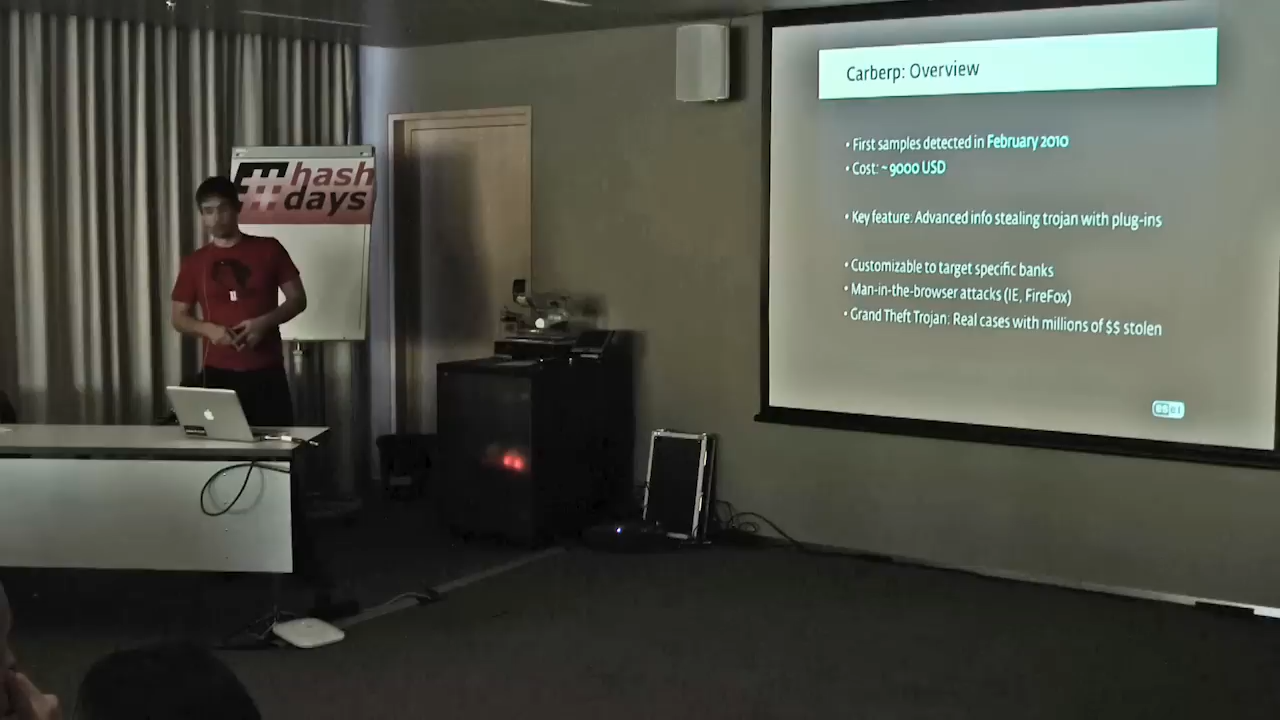 Carberp: Overview
• First samples detected in February 2010
• Cost: ~ 9000 USD
• Key feature: Advanced info stealing trojan with plug-ins
• Customizable to target specific banks
• Man-in-the-browser attacks (IE, FireFox)
• Grand Theft Trojan: Real cases with millions of $$ stolen
eset
# hash
days